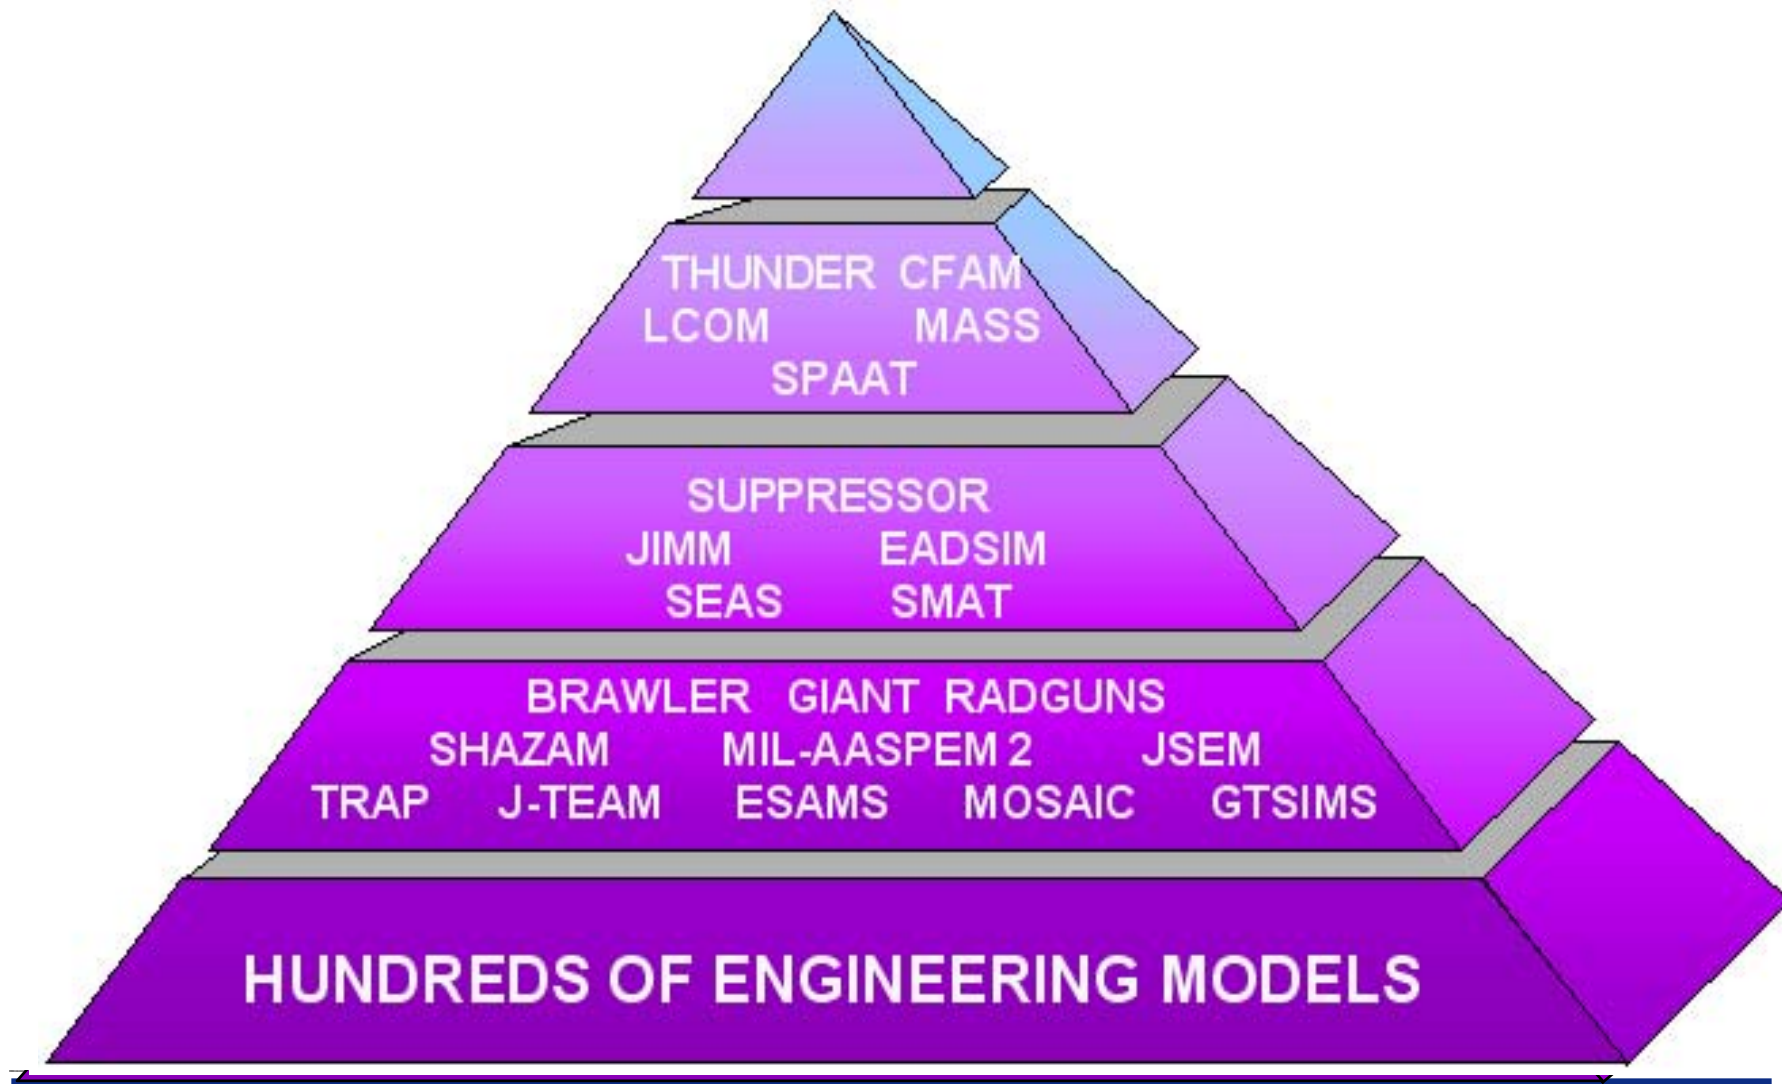 THUNDER CFAM
LCOM MASS
SPAAT
SUPPRESSOR
JIMM EADSIM
SEAS SMAT
BRAWLER GIANT RADGUNS
SHAZAM MIL-AASPEM 2 JSEM
TRAP J-TEAM ESAMS MOSAIC GTSIMS
HUNDREDS OF ENGINEERING MODELS